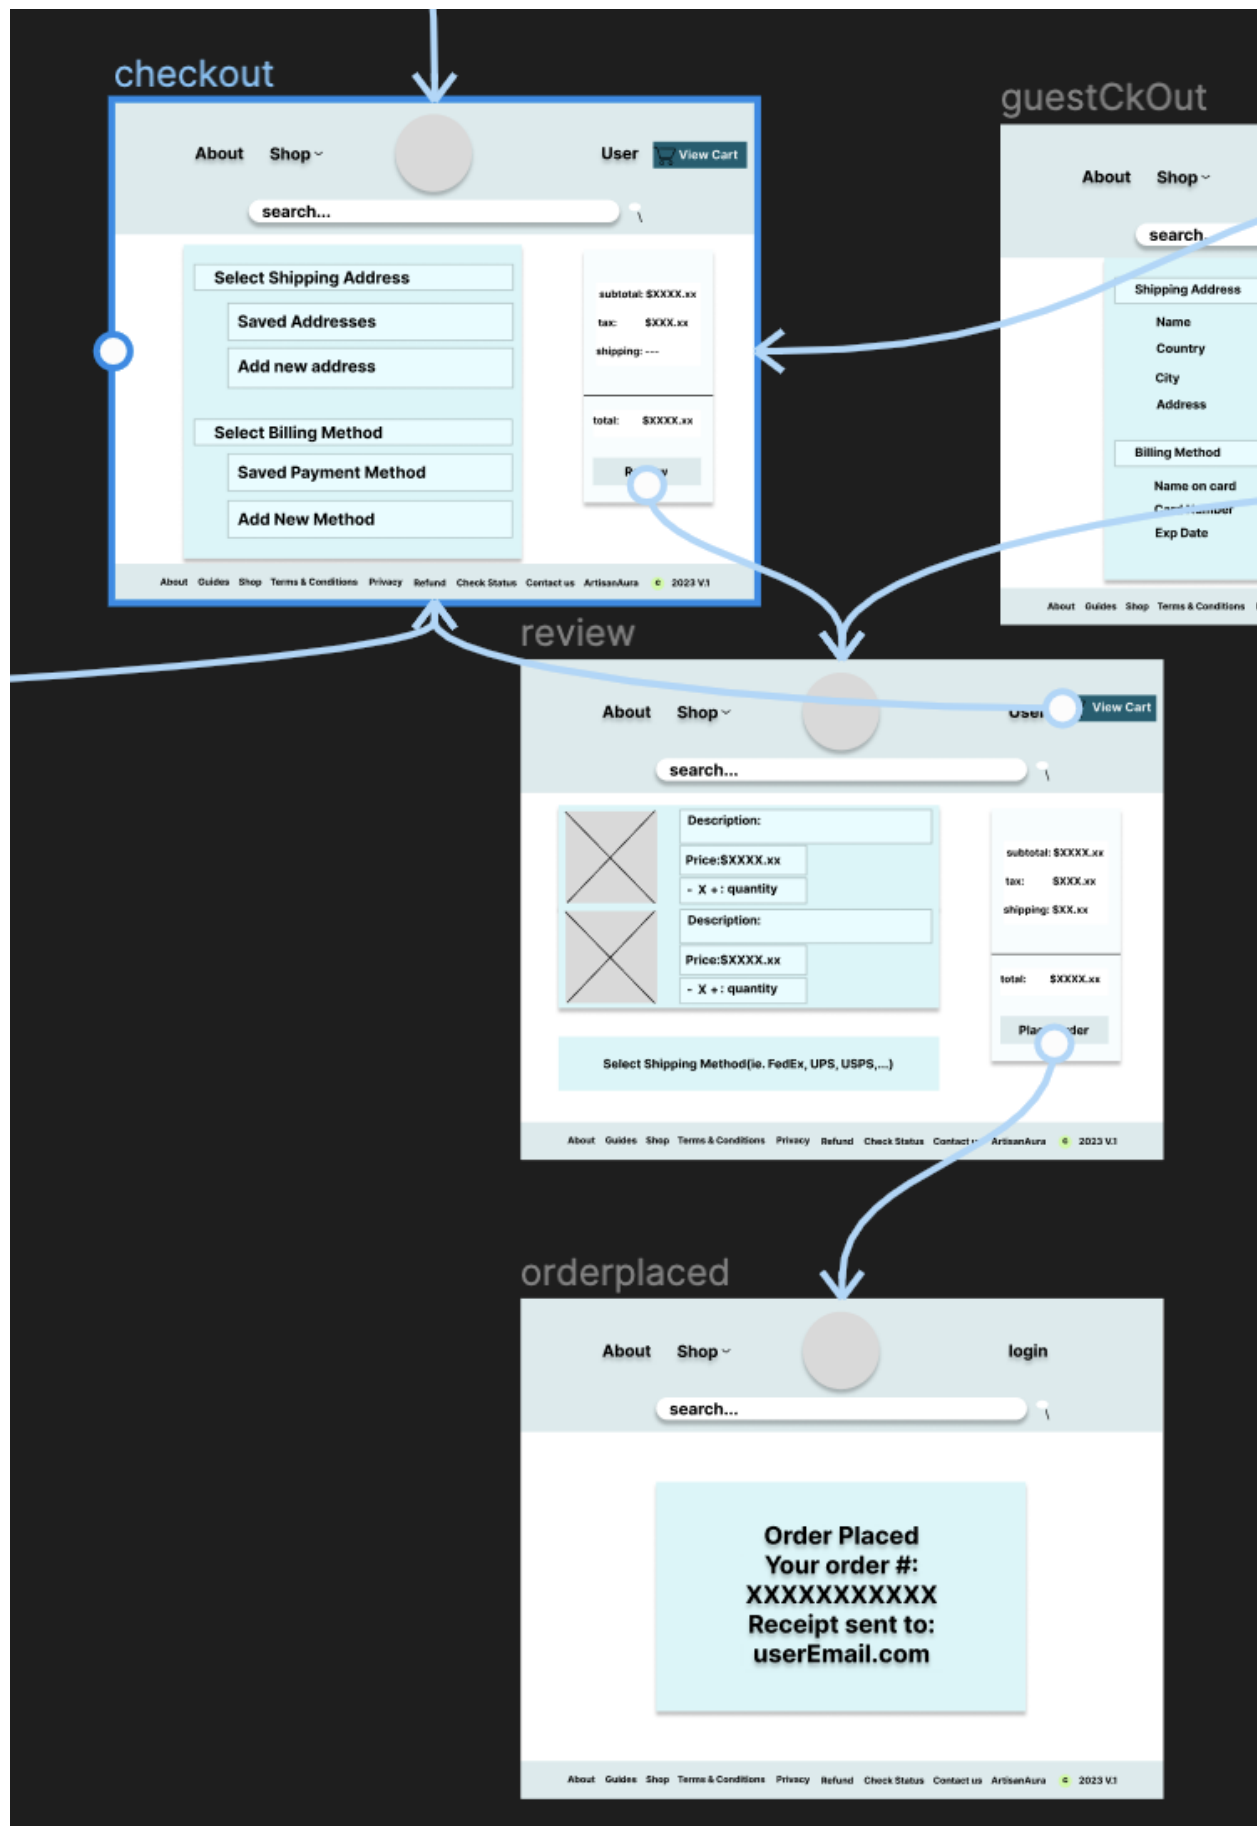 checkout
About Shop User View Cart
search...
Select Shipping Address
Saved Addresses
Add new address
Select Billing Method
Saved Payment Method
Add New Method
subtotal: $XXXX.xx
tax: $XXX.xx
shipping: ---
total: $XXXX.xx
About Guides Shop Terms & Conditions Privacy Refund Check Status Contact us ArtisanAura © 2023 V.1
guestCkOut
About Shop
search..
Shipping Address
Name
Country
City
Address
Billing Method
Name on card
Card Number
Exp Date
About Guides Shop Terms & Conditions
review
About Shop User View Cart
search...
Description:
Price:$XXXX.xx
- X + : quantity
Description:
Price:$XXXX.xx
- X + : quantity
Select Shipping Method(ie. FedEx, UPS, USPS,...)
subtotal: $XXXX.xx
tax: $XXX.xx
shipping: $XX.xx
total: $XXXX.xx
Place Order
About Guides Shop Terms & Conditions Privacy Refund Check Status Contact us ArtisanAura © 2023 V.1
orderplaced
About Shop login
search...
Order Placed
Your order #:
XXXXXXXXXXX
Receipt sent to:
userEmail.com
About Guides Shop Terms & Conditions Privacy Refund Check Status Contact us ArtisanAura © 2023 V.1